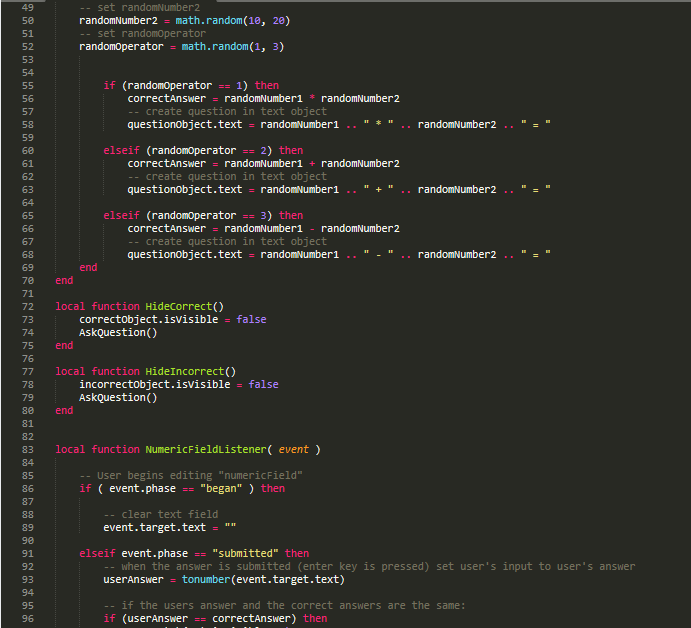 49 -- set randomNumber2
50 randomNumber2 = math.random(10, 20)
51 -- set randomOperator
52 randomOperator = math.random(1, 3)
53
54
55 if (randomOperator == 1) then
56 correctAnswer = randomNumber1 * randomNumber2
57 -- create question in text object
58 questionObject.text = randomNumber1 .. " * " .. randomNumber2 .. " = "
59
60 elseif (randomOperator == 2) then
61 correctAnswer = randomNumber1 + randomNumber2
62 -- create question in text object
63 questionObject.text = randomNumber1 .. " + " .. randomNumber2 .. " = "
64
65 elseif (randomOperator == 3) then
66 correctAnswer = randomNumber1 - randomNumber2
67 -- create question in text object
68 questionObject.text = randomNumber1 .. " - " .. randomNumber2 .. " = "
69 end
70 end
71
72 local function HideCorrect()
73 correctObject.isVisible = false
74 AskQuestion()
75 end
76
77 local function HideIncorrect()
78 incorrectObject.isVisible = false
79 AskQuestion()
80 end
81
82
83 local function NumericFieldListener( event )
84
85 -- User begins editing "numericField"
86 if ( event.phase == "began" ) then
87
88 -- clear text field
89 event.target.text = ""
90
91 elseif event.phase == "submitted" then
92 -- when the answer is submitted (enter key is pressed) set user's input to user's answer
93 userAnswer = tonumber(event.target.text)
94
95 -- if the users answer and the correct answers are the same:
96 if (userAnswer == correctAnswer) then